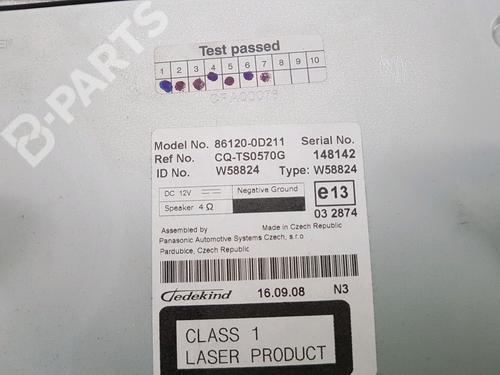 B-PARTS
Test passed
1 2 3 4 5 6 7 8 9 10
Model No. 86120-0D211 Serial No.
Ref No. CQ-TS0570G 148142
ID No. W58824 Type: W58824
DC 12V Negative Ground e13
Speaker 4 Ω 03 2874
Assembled by Made in Czech Republic
Panasonic Automotive Systems Czech, s.r.o
Pardubice, Czech Republic
Dedekind 16.09.08 N3
CLASS 1
LASER PRODUCT